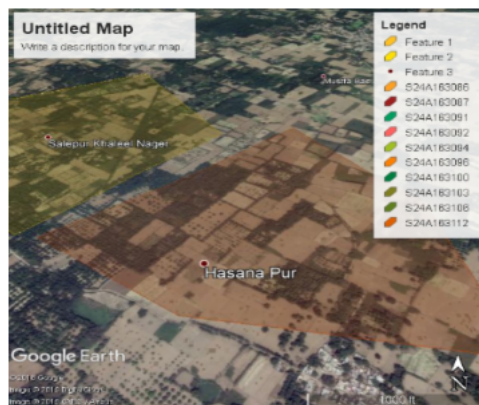 Untitled Map
Write a description for your map.
Legend
Feature 1
Feature 2
Feature 3
S24A163086
S24A163087
S24A163091
S24A163092
S24A163094
S24A163096
S24A163100
S24A163103
S24A163106
S24A163112
Salepur Khaleel Nager
Hasana Pur
Google Earth
N